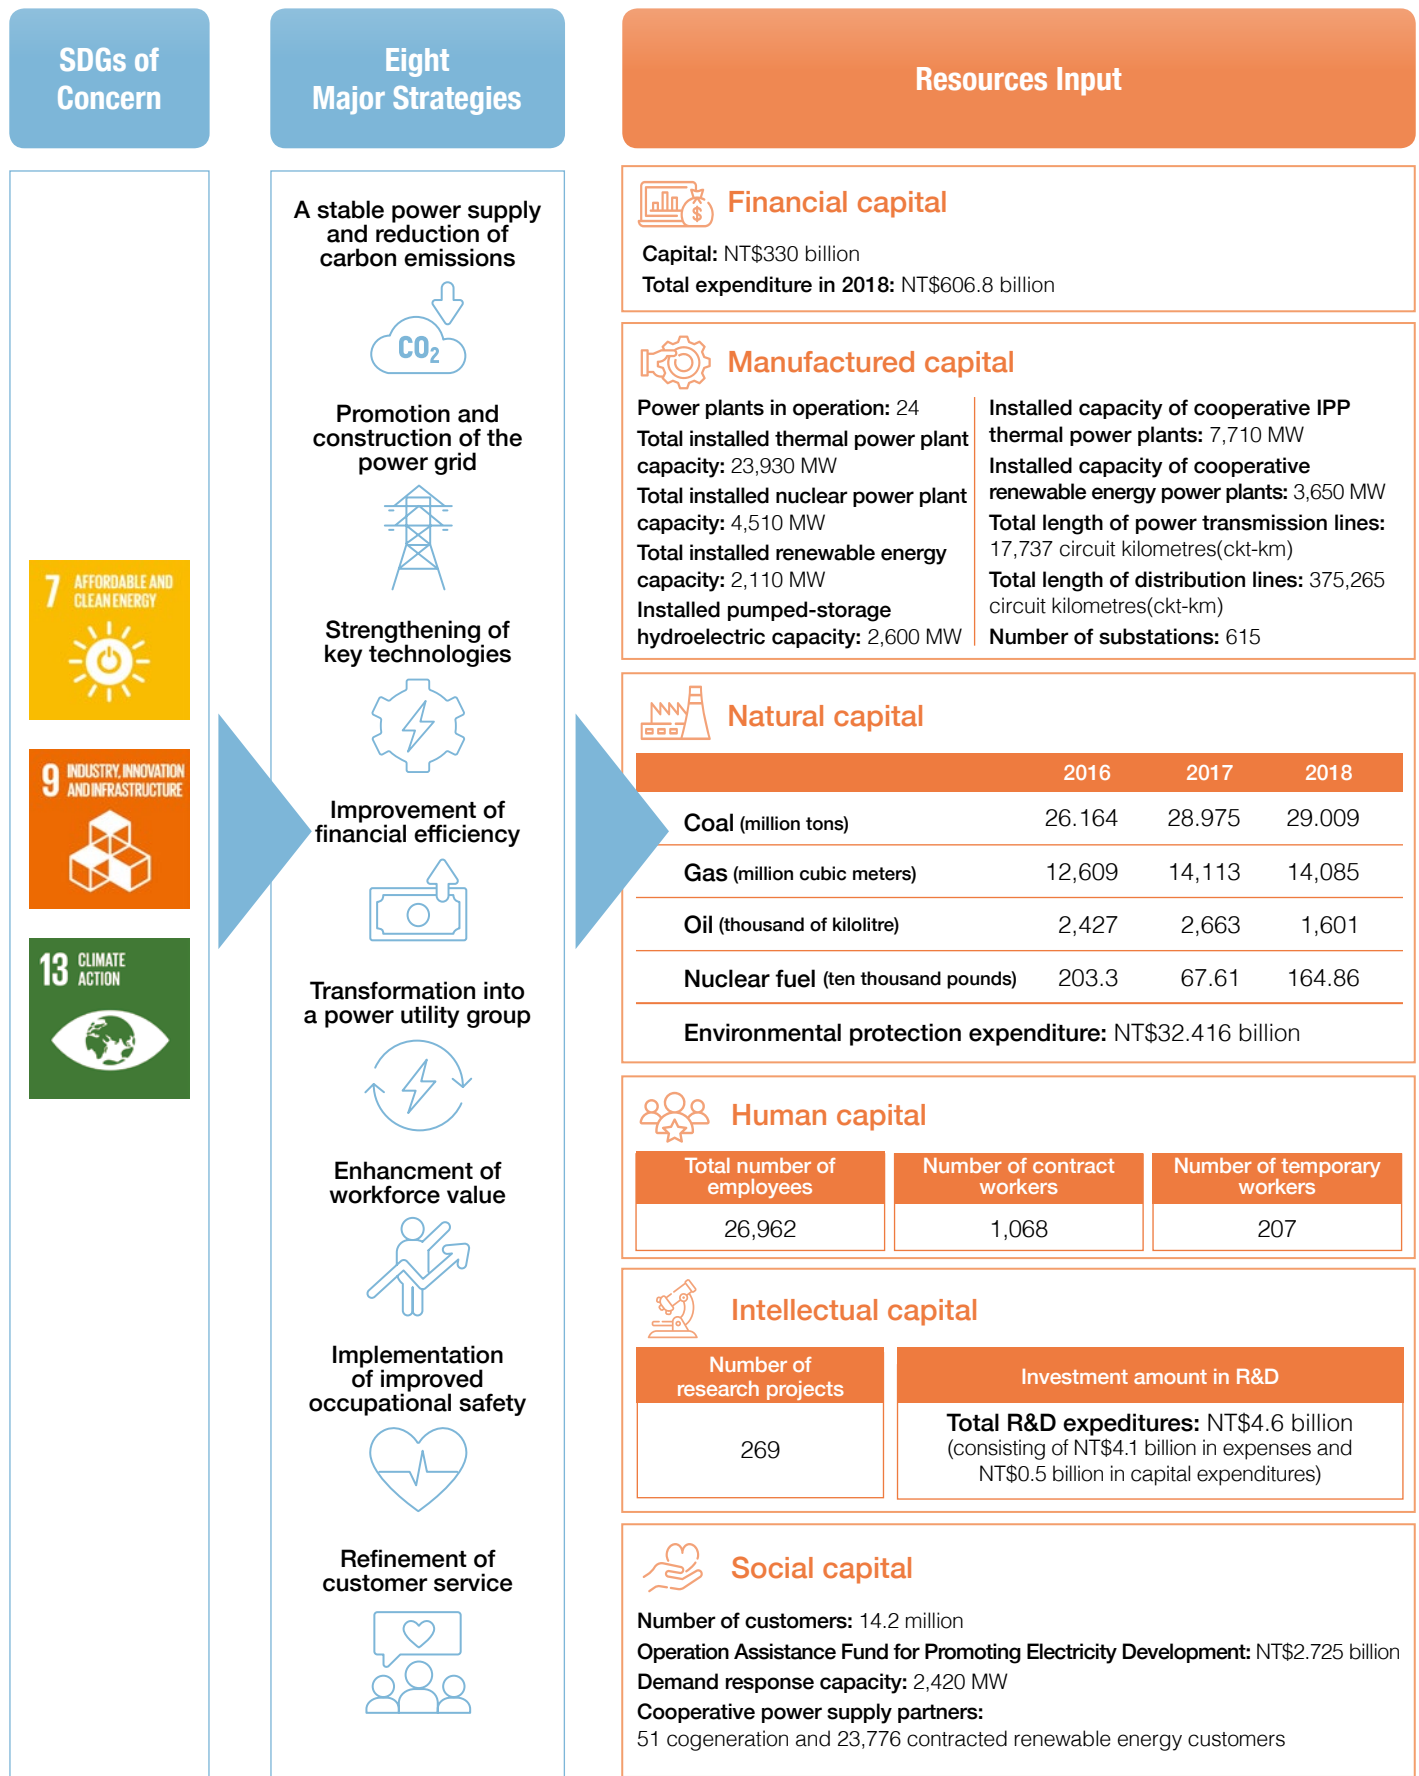 SDGs of
Concern
Eight
Major Strategies
Resources Input
7 AFFORDABLE AND
CLEAN ENERGY
9 INDUSTRY, INNOVATION
AND INFRASTRUCTURE
13 CLIMATE
ACTION
A stable power supply
and reduction of
carbon emissions
CO2
Promotion and
construction of the
power grid
Strengthening of
key technologies
Improvement of
financial efficiency
Transformation into
a power utility group
Enhancment of
workforce value
Implementation
of improved
occupational safety
Refinement of
customer service
$
Financial capital
Capital: NT$330 billion
Total expenditure in 2018: NT$606.8 billion
Manufactured capital
Power plants in operation: 24
Total installed thermal power plant
capacity: 23,930 MW
Total installed nuclear power plant
capacity: 4,510 MW
Total installed renewable energy
capacity: 2,110 MW
Installed pumped-storage
hydroelectric capacity: 2,600 MW
Installed capacity of cooperative IPP
thermal power plants: 7,710 MW
Installed capacity of cooperative
renewable energy power plants: 3,650 MW
Total length of power transmission lines:
17,737 circuit kilometres(ckt-km)
Total length of distribution lines: 375,265
circuit kilometres(ckt-km)
Number of substations: 615
Natural capital
2016 2017 2018
Coal (million tons) 26.164 28.975 29.009
Gas (million cubic meters) 12,609 14,113 14,085
Oil (thousand of kilolitre) 2,427 2,663 1,601
Nuclear fuel (ten thousand pounds) 203.3 67.61 164.86
Environmental protection expenditure: NT$32.416 billion
Human capital
Total number of
employees
26,962
Number of contract
workers
1,068
Number of temporary
workers
207
Intellectual capital
Number of
research projects
269
Investment amount in R&D
Total R&D expeditures: NT$4.6 billion
(consisting of NT$4.1 billion in expenses and
NT$0.5 billion in capital expenditures)
Social capital
Number of customers: 14.2 million
Operation Assistance Fund for Promoting Electricity Development: NT$2.725 billion
Demand response capacity: 2,420 MW
Cooperative power supply partners:
51 cogeneration and 23,776 contracted renewable energy customers